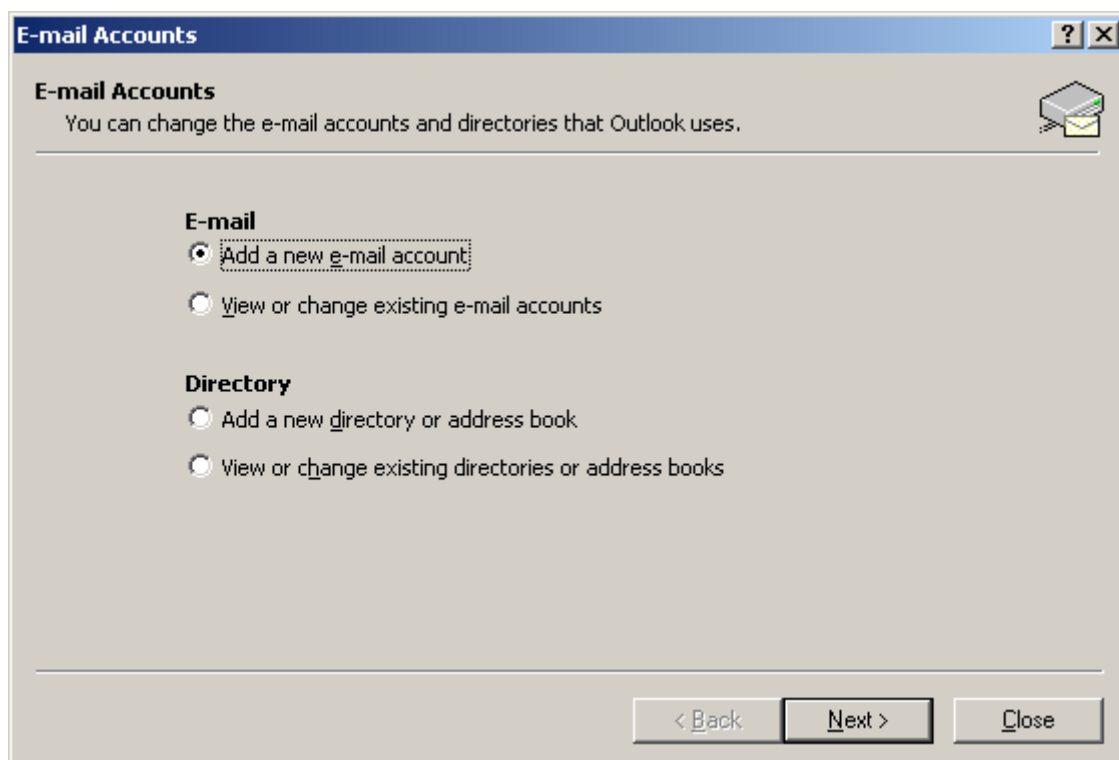 E-mail Accounts
E-mail Accounts
You can change the e-mail accounts and directories that Outlook uses.
E-mail
Add a new e-mail account
View or change existing e-mail accounts
Directory
Add a new directory or address book
View or change existing directories or address books
< Back Next > Close